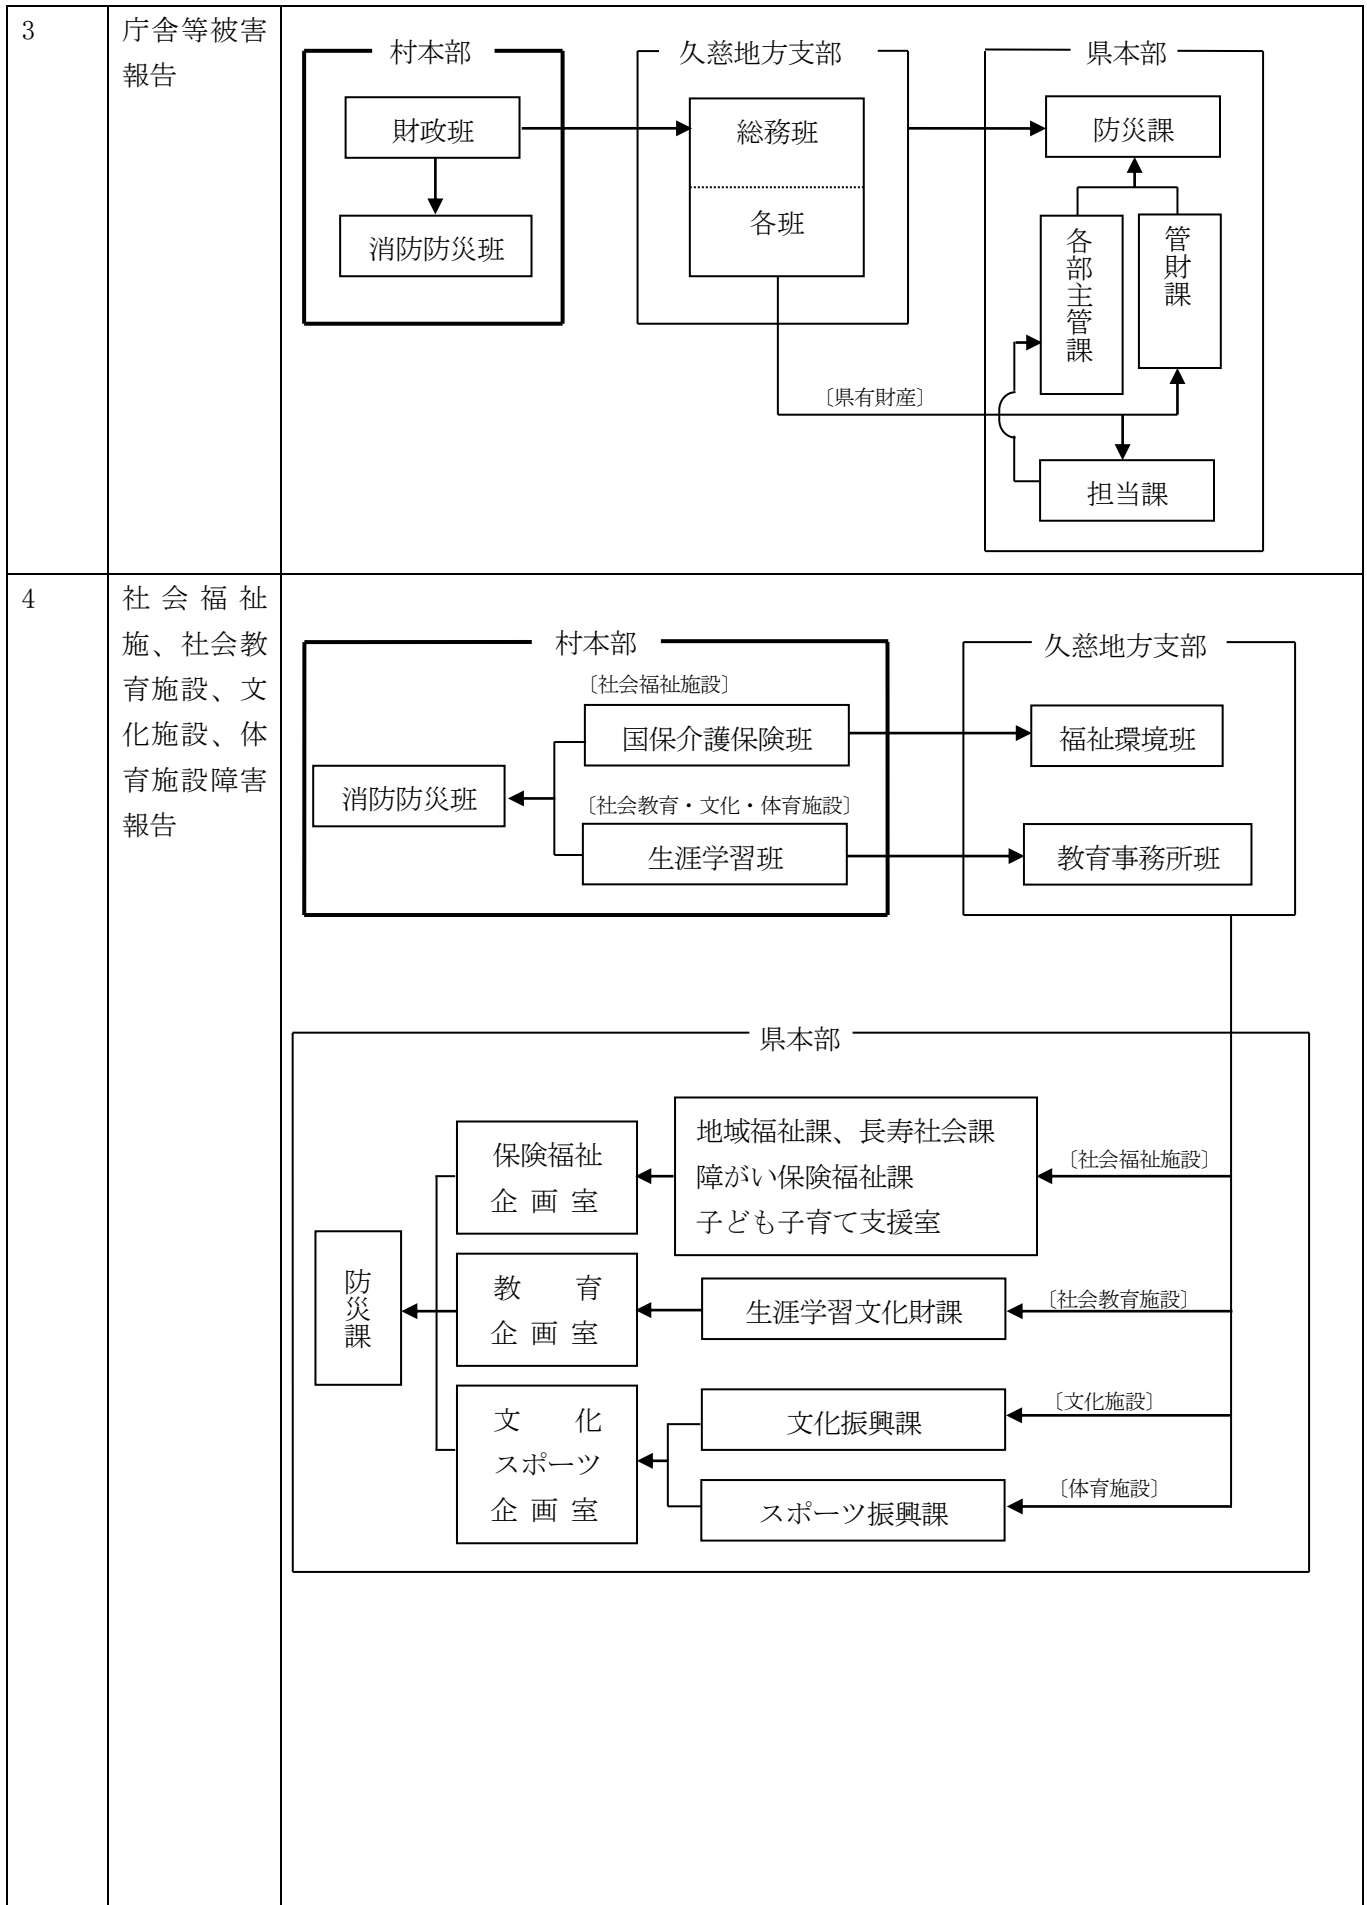 3
庁舎等被害
報告
村本部
久慈地方支部
県本部
財政班
総務班
防災課
消防防災班
各班
各部主管課
管財課
〔県有財産〕
担当課
4
社会福祉
施、社会教
育施設、文
化施設、体
育施設障害
報告
村本部
久慈地方支部
〔社会福祉施設〕
国保介護保険班
福祉環境班
消防防災班
〔社会教育・文化・体育施設〕
生涯学習班
教育事務所班
県本部
保険福祉
企画室
地域福祉課、長寿社会課
障がい保険福祉課
子ども子育て支援室
〔社会福祉施設〕
防災課
教育
企画室
生涯学習文化財課
〔社会教育施設〕
文化
スポーツ
企画室
文化振興課
〔文化施設〕
スポーツ振興課
〔体育施設〕